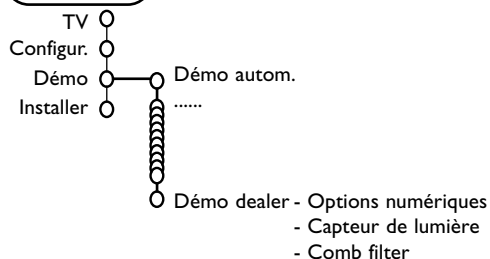 TV
Configur.
Démo
Démo autom.
Installer
......
Démo dealer - Options numériques
- Capteur de lumière
- Comb filter